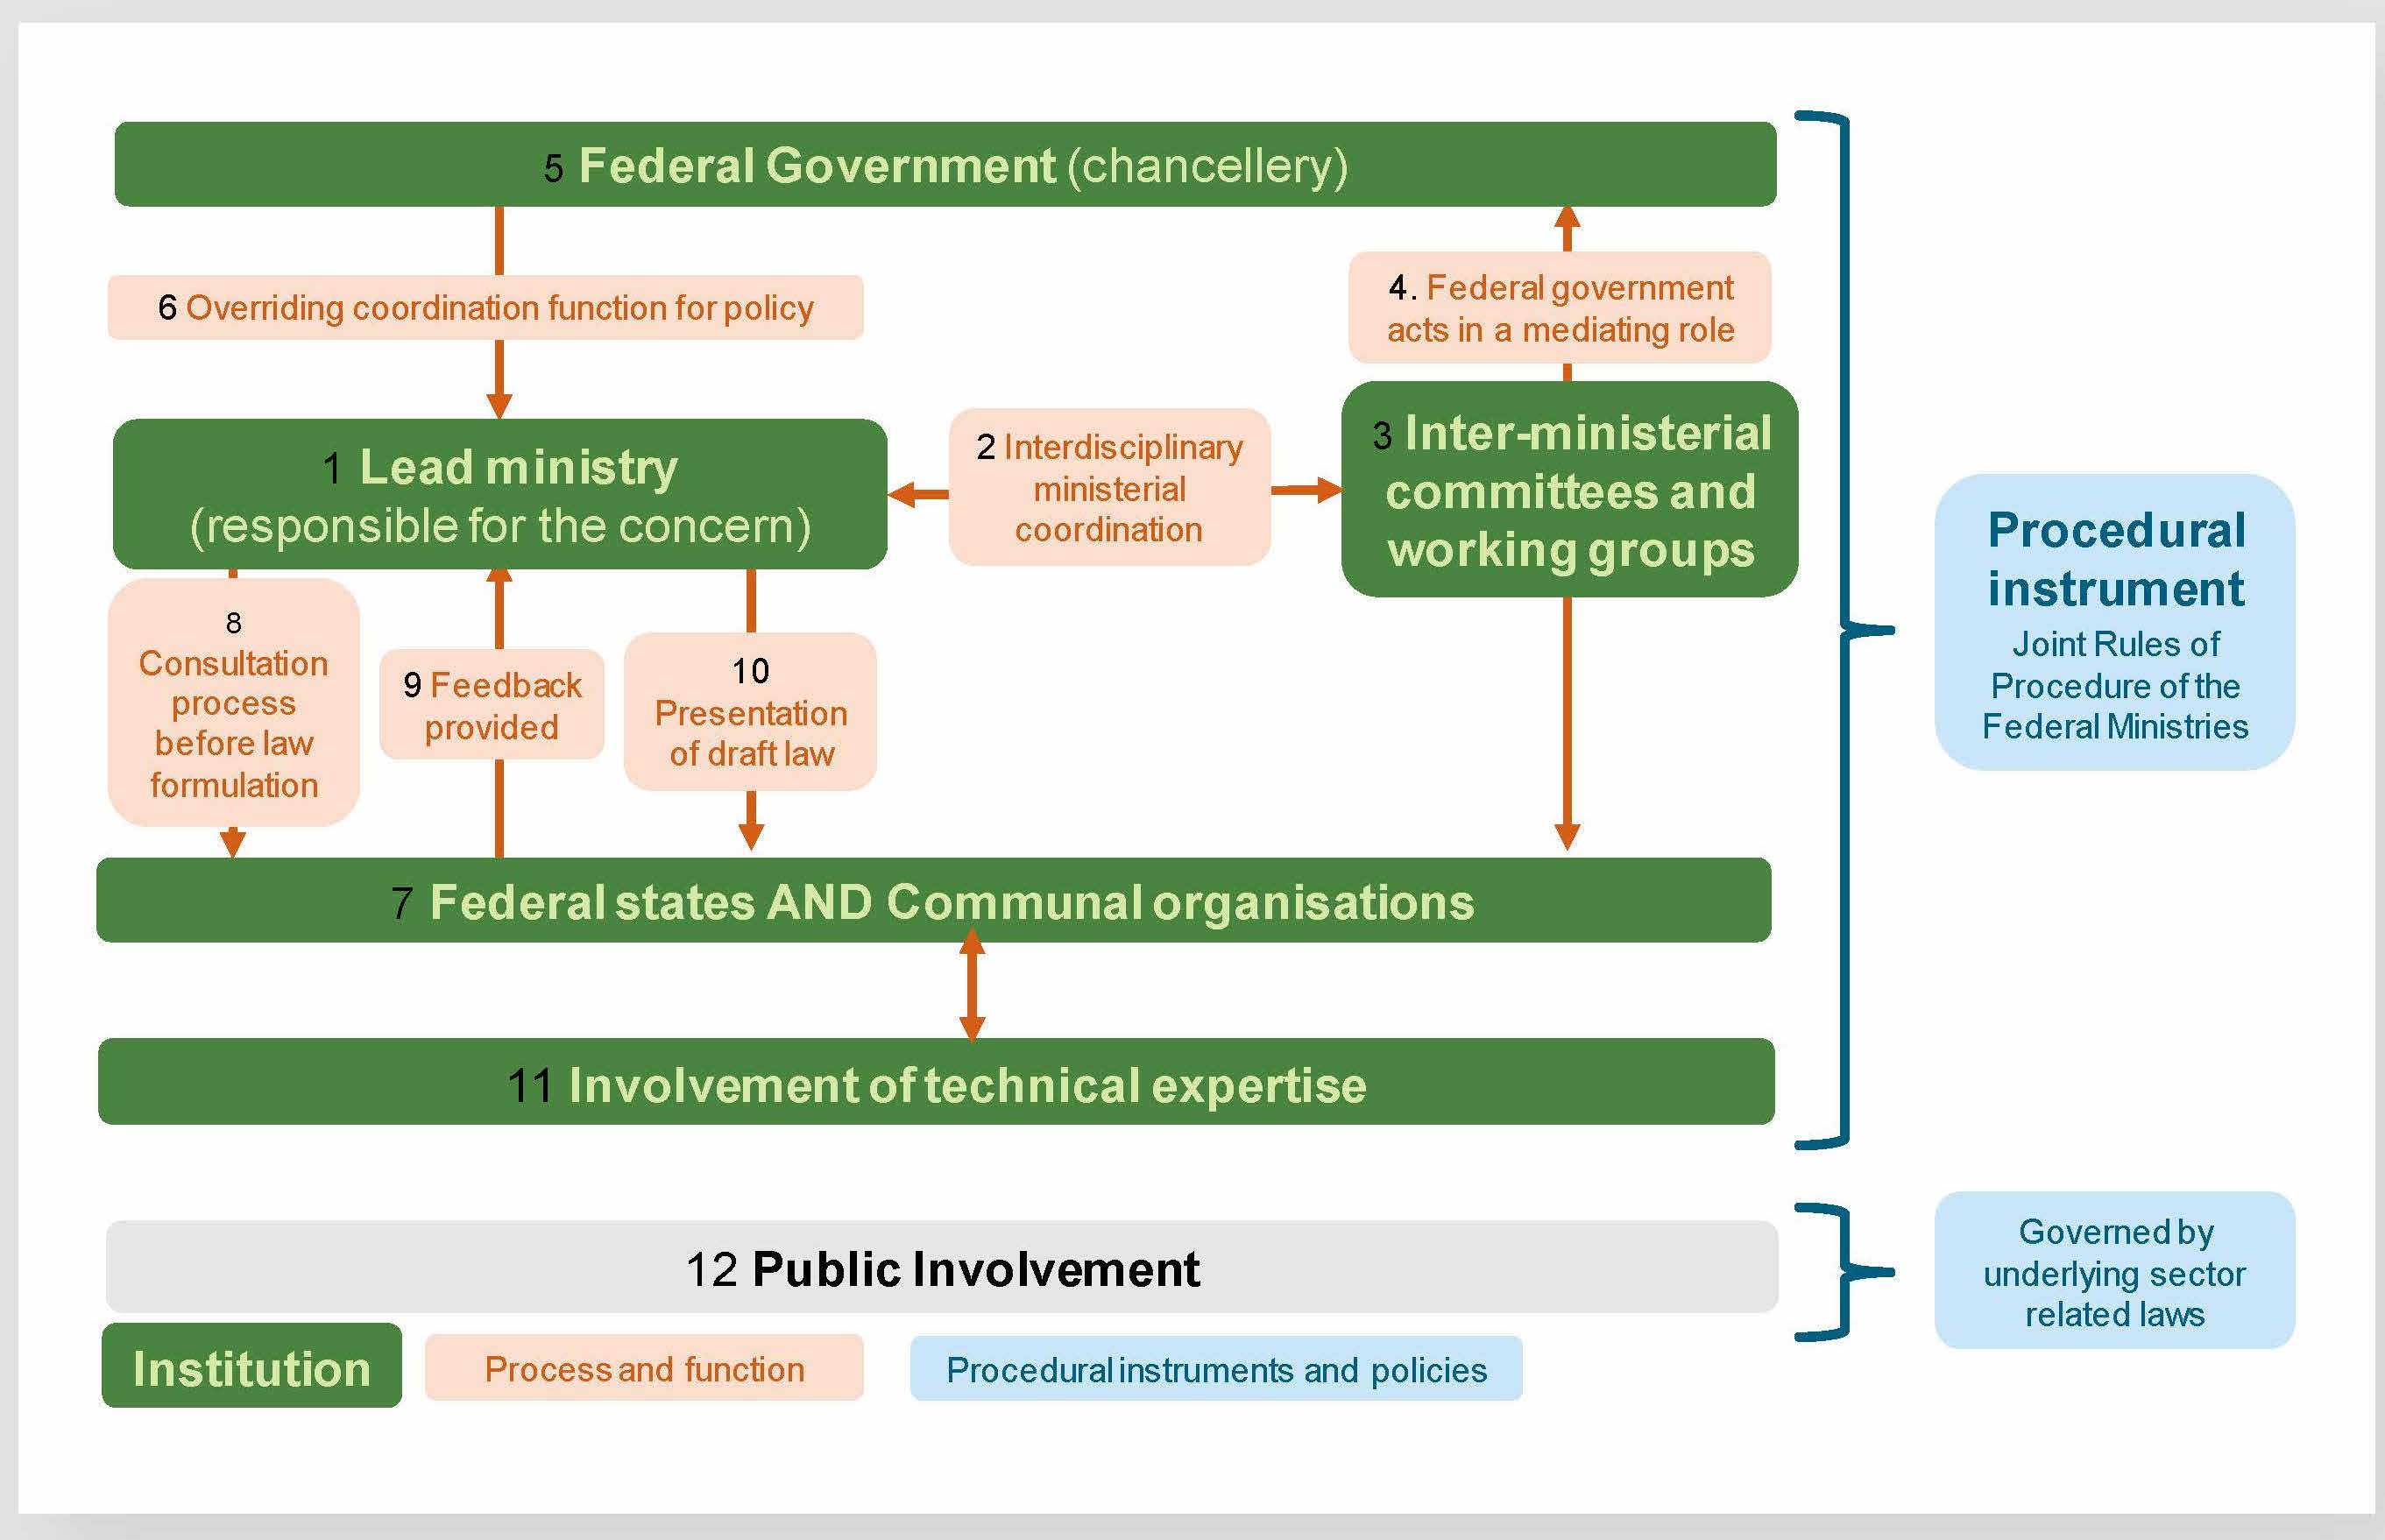 5 Federal Government (chancellery)
6 Overriding coordination function for policy
4. Federal government
acts in a mediating role
1 Lead ministry
(responsible for the concern)
2 Interdisciplinary
ministerial
coordination
3 Inter-ministerial
committees and
working groups
8
Consultation
process
before law
formulation
9 Feedback
provided
10
Presentation
of draft law
7 Federal states AND Communal organisations
11 Involvement of technical expertise
Procedural
instrument
Joint Rules of
Procedure of the
Federal Ministries
12 Public Involvement
Governed by
underlying sector
related laws
Institution
Process and function
Procedural instruments and policies